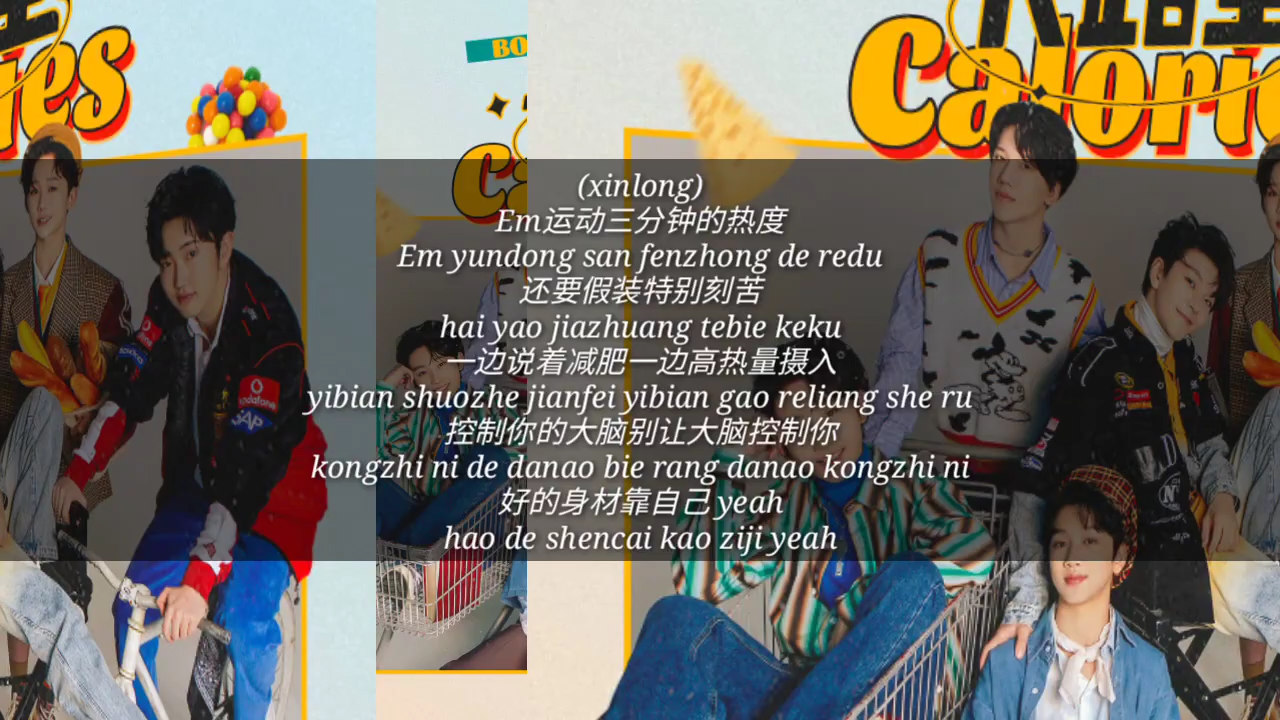 BO
Calorie
(xinlong)
Em运动三分钟的热度
Em yundong san fenzhong de redu
还要假装特别刻苦
hai yao jiazhuang tebie keku
一边说着减肥一边高热量摄入
yibian shuozhe jianfei yibian gao reliang she ru
控制你的大脑别让大脑控制你
kongzhi ni de danao bie rang danao kongzhi ni
好的身材靠自己yeah
hao de shencai kao ziji yeah
vodafone